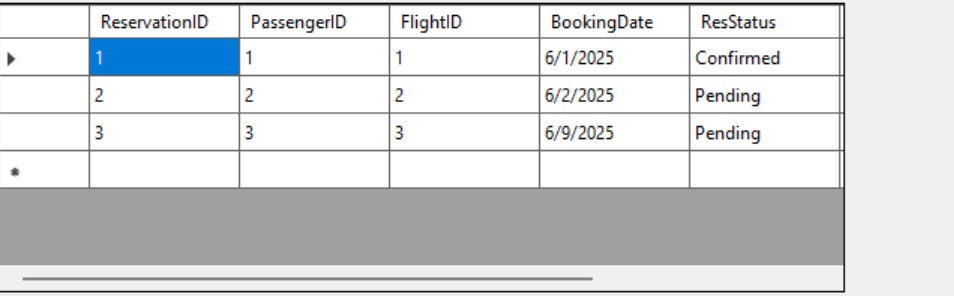 ReservationID PassengerID FlightID BookingDate ResStatus
1 1 1 6/1/2025 Confirmed
2 2 2 6/2/2025 Pending
3 3 3 6/9/2025 Pending